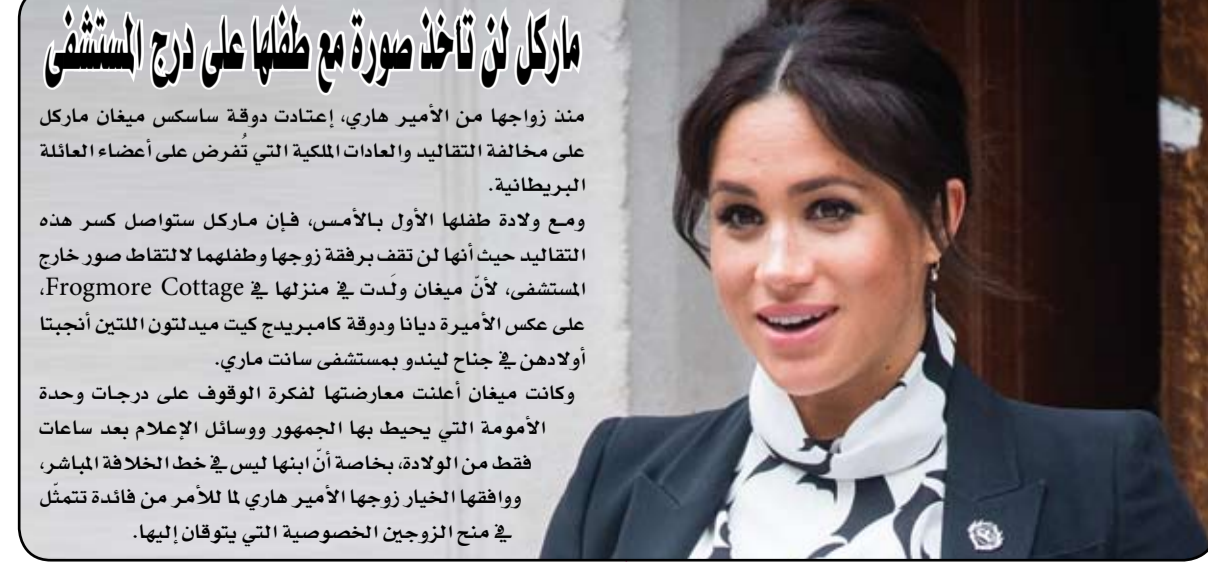 ماركل لن تأخذ صورة مع طفلها على درج المستشفى
منذ زواجها من الأمير هاري، إعتادت دوقة ساسكس ميغان ماركل
على مخالفة التقاليد والعادات الملكية التي تُفرض على أعضاء العائلة
البريطانية.
ومع ولادة طفلها الأول بالأمس، فإن ماركل ستواصل كسر هذه
التقاليد حيث أنها لن تقف برفقة زوجها وطفلهما لالتقاط صور خارج
المستشفى، لأنّ ميغان ولَدت في منزلها في Frogmore Cottage،
على عكس الأميرة ديانا ودوقة كامبريدج كيت ميدلتون اللتين أنجبتا
أولادهن في جناح ليندو بمستشفى سانت ماري.
وكانت ميغان أعلنت معارضتها لفكرة الوقوف على درجات وحدة
الأمومة التي يحيط بها الجمهور ووسائل الإعلام بعد ساعات
فقط من الولادة، بخاصة أنّ ابنها ليس في خط الخلافة المباشر،
ووافقها الخيار زوجها الأمير هاري لما للأمر من فائدة تتمثّل
في منح الزوجين الخصوصية التي يتوقان إليها.